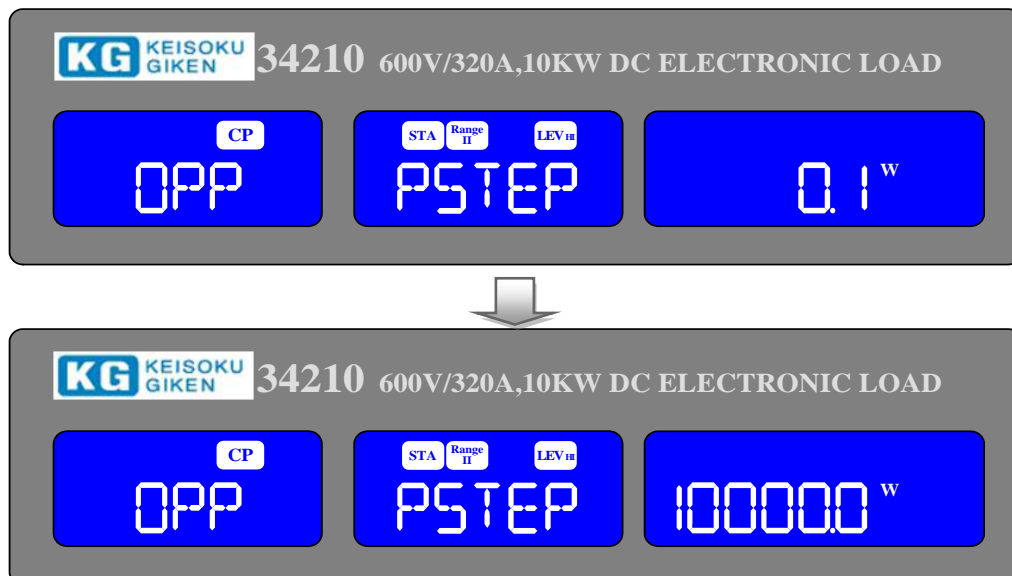 KG KEISOKU GIKEN 34210 600V/320A,10KW DC ELECTRONIC LOAD
CP STA Range II LEV HI
OPP PSTEP 0.1 W
KG KEISOKU GIKEN 34210 600V/320A,10KW DC ELECTRONIC LOAD
CP STA Range II LEV HI
OPP PSTEP 10000.0 W